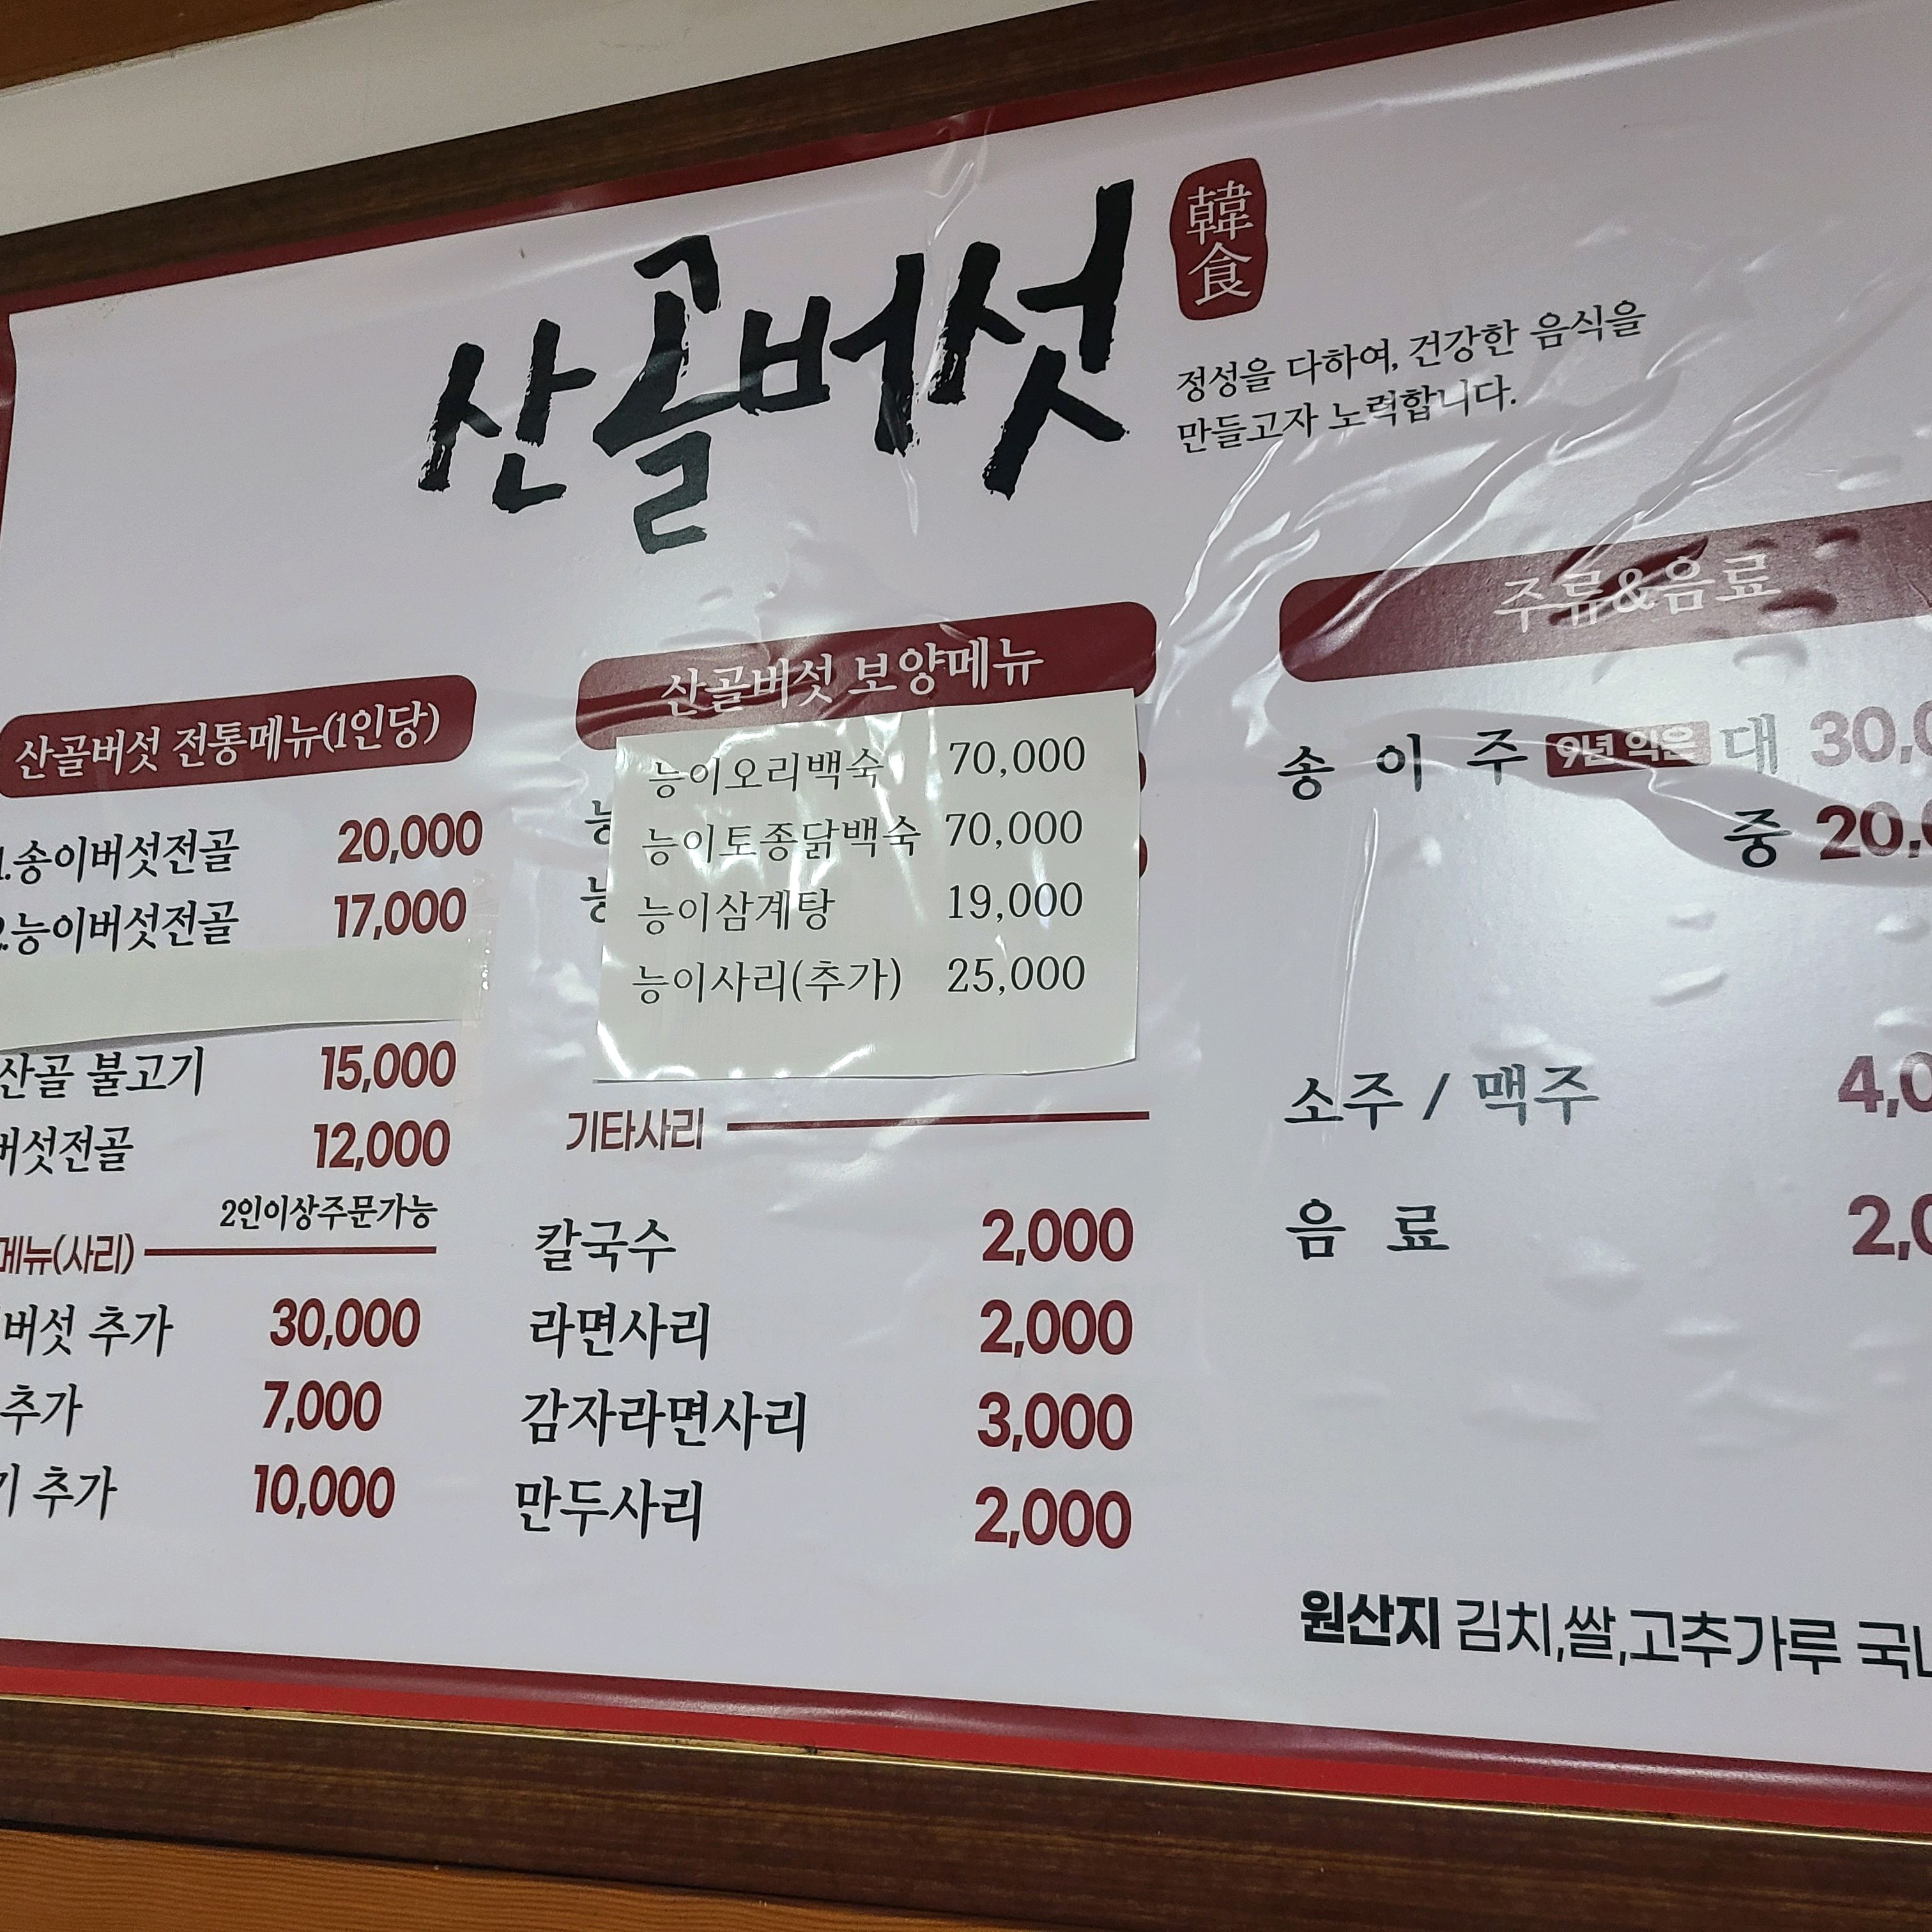 산골버섯
韓食
정성을 다하여, 건강한 음식을
만들고자 노력합니다.
산골버섯 전통메뉴(1인당)
1.송이버섯전골 20,000
2.능이버섯전골 17,000
산골 불고기 15,000
버섯전골 12,000
2인이상주문가능
메뉴(사리)
버섯 추가 30,000
추가 7,000
기 추가 10,000
산골버섯 보양메뉴
능이오리백숙 70,000
능이토종닭백숙 70,000
능이삼계탕 19,000
능이사리(추가) 25,000
기타사리
칼국수 2,000
라면사리 2,000
감자라면사리 3,000
만두사리 2,000
주류&음료
송 이 주 9년 익은 대 30,0
중 20,0
소주 / 맥주 4,0
음 료 2,0
원산지 김치,쌀,고추가루 국